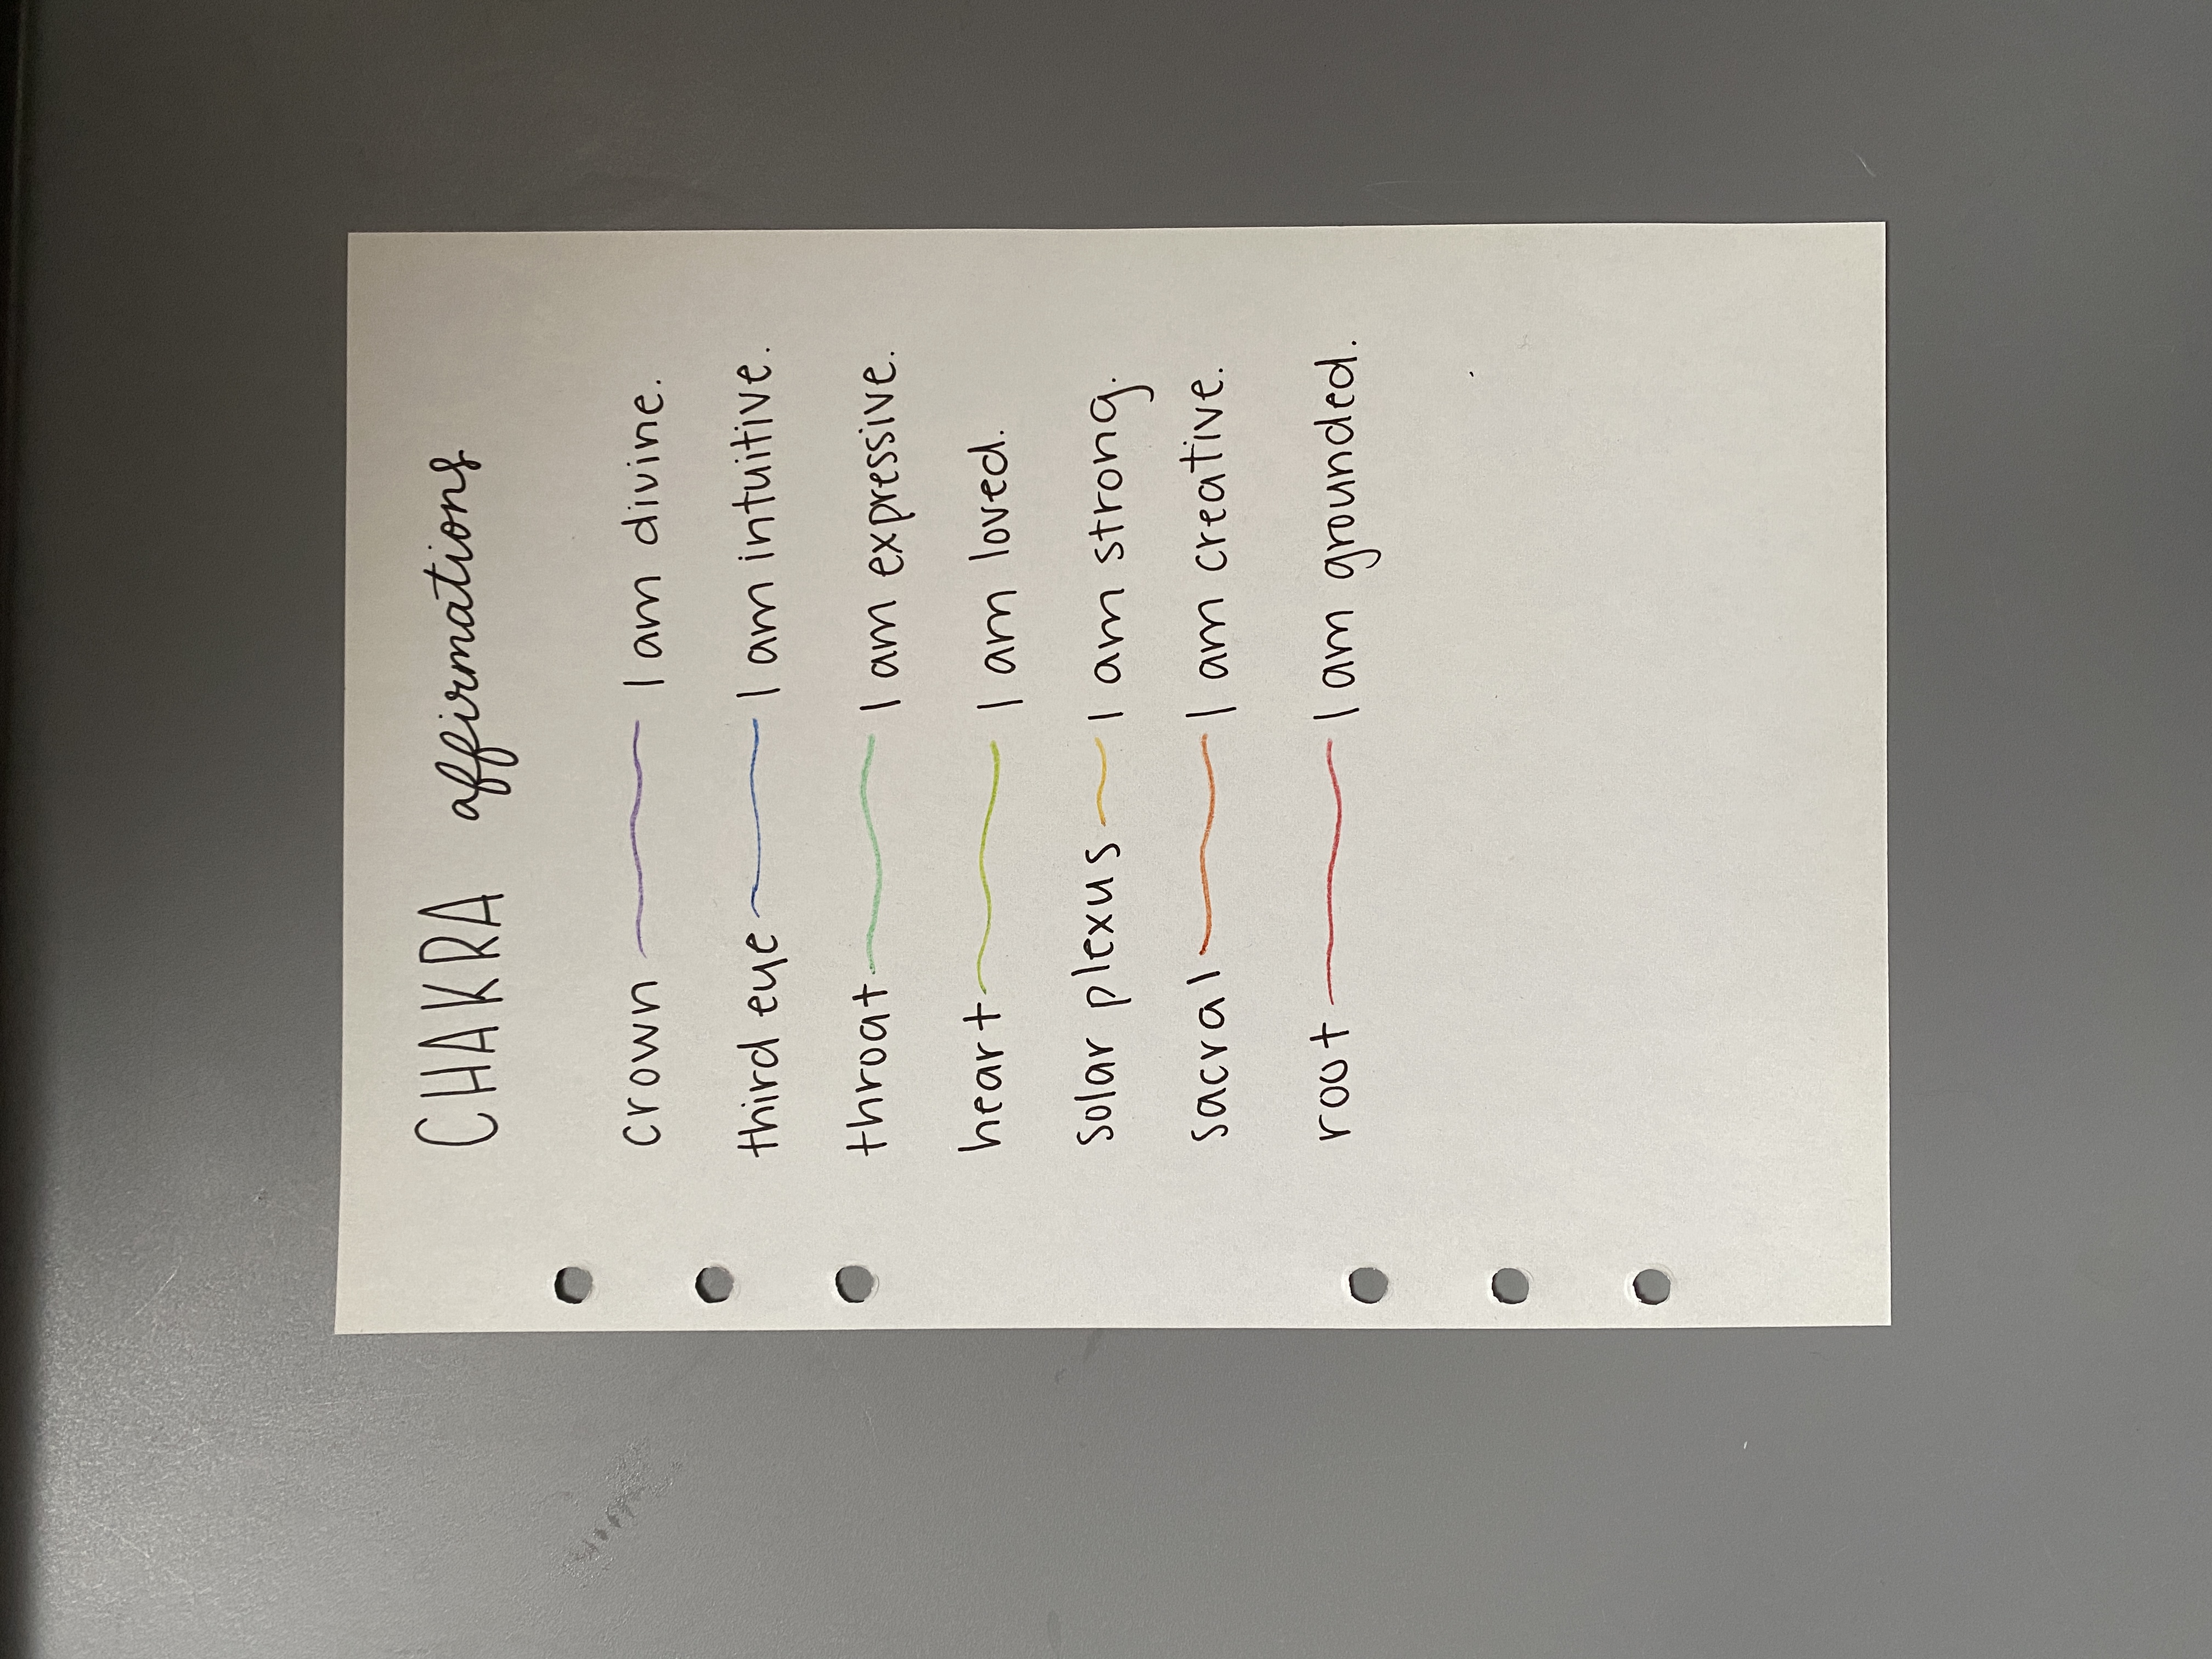 CHAKRA affirmations
crown I am divine.
third eye I am intuitive.
throat I am expressive.
heart I am loved.
solar plexus I am strong.
sacral I am creative.
root I am grounded.